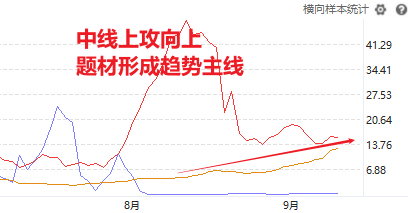 横向样本统计
中线上攻向上
题材形成趋势主线
41.29
34.41
27.53
20.64
13.76
6.88
8月
9月